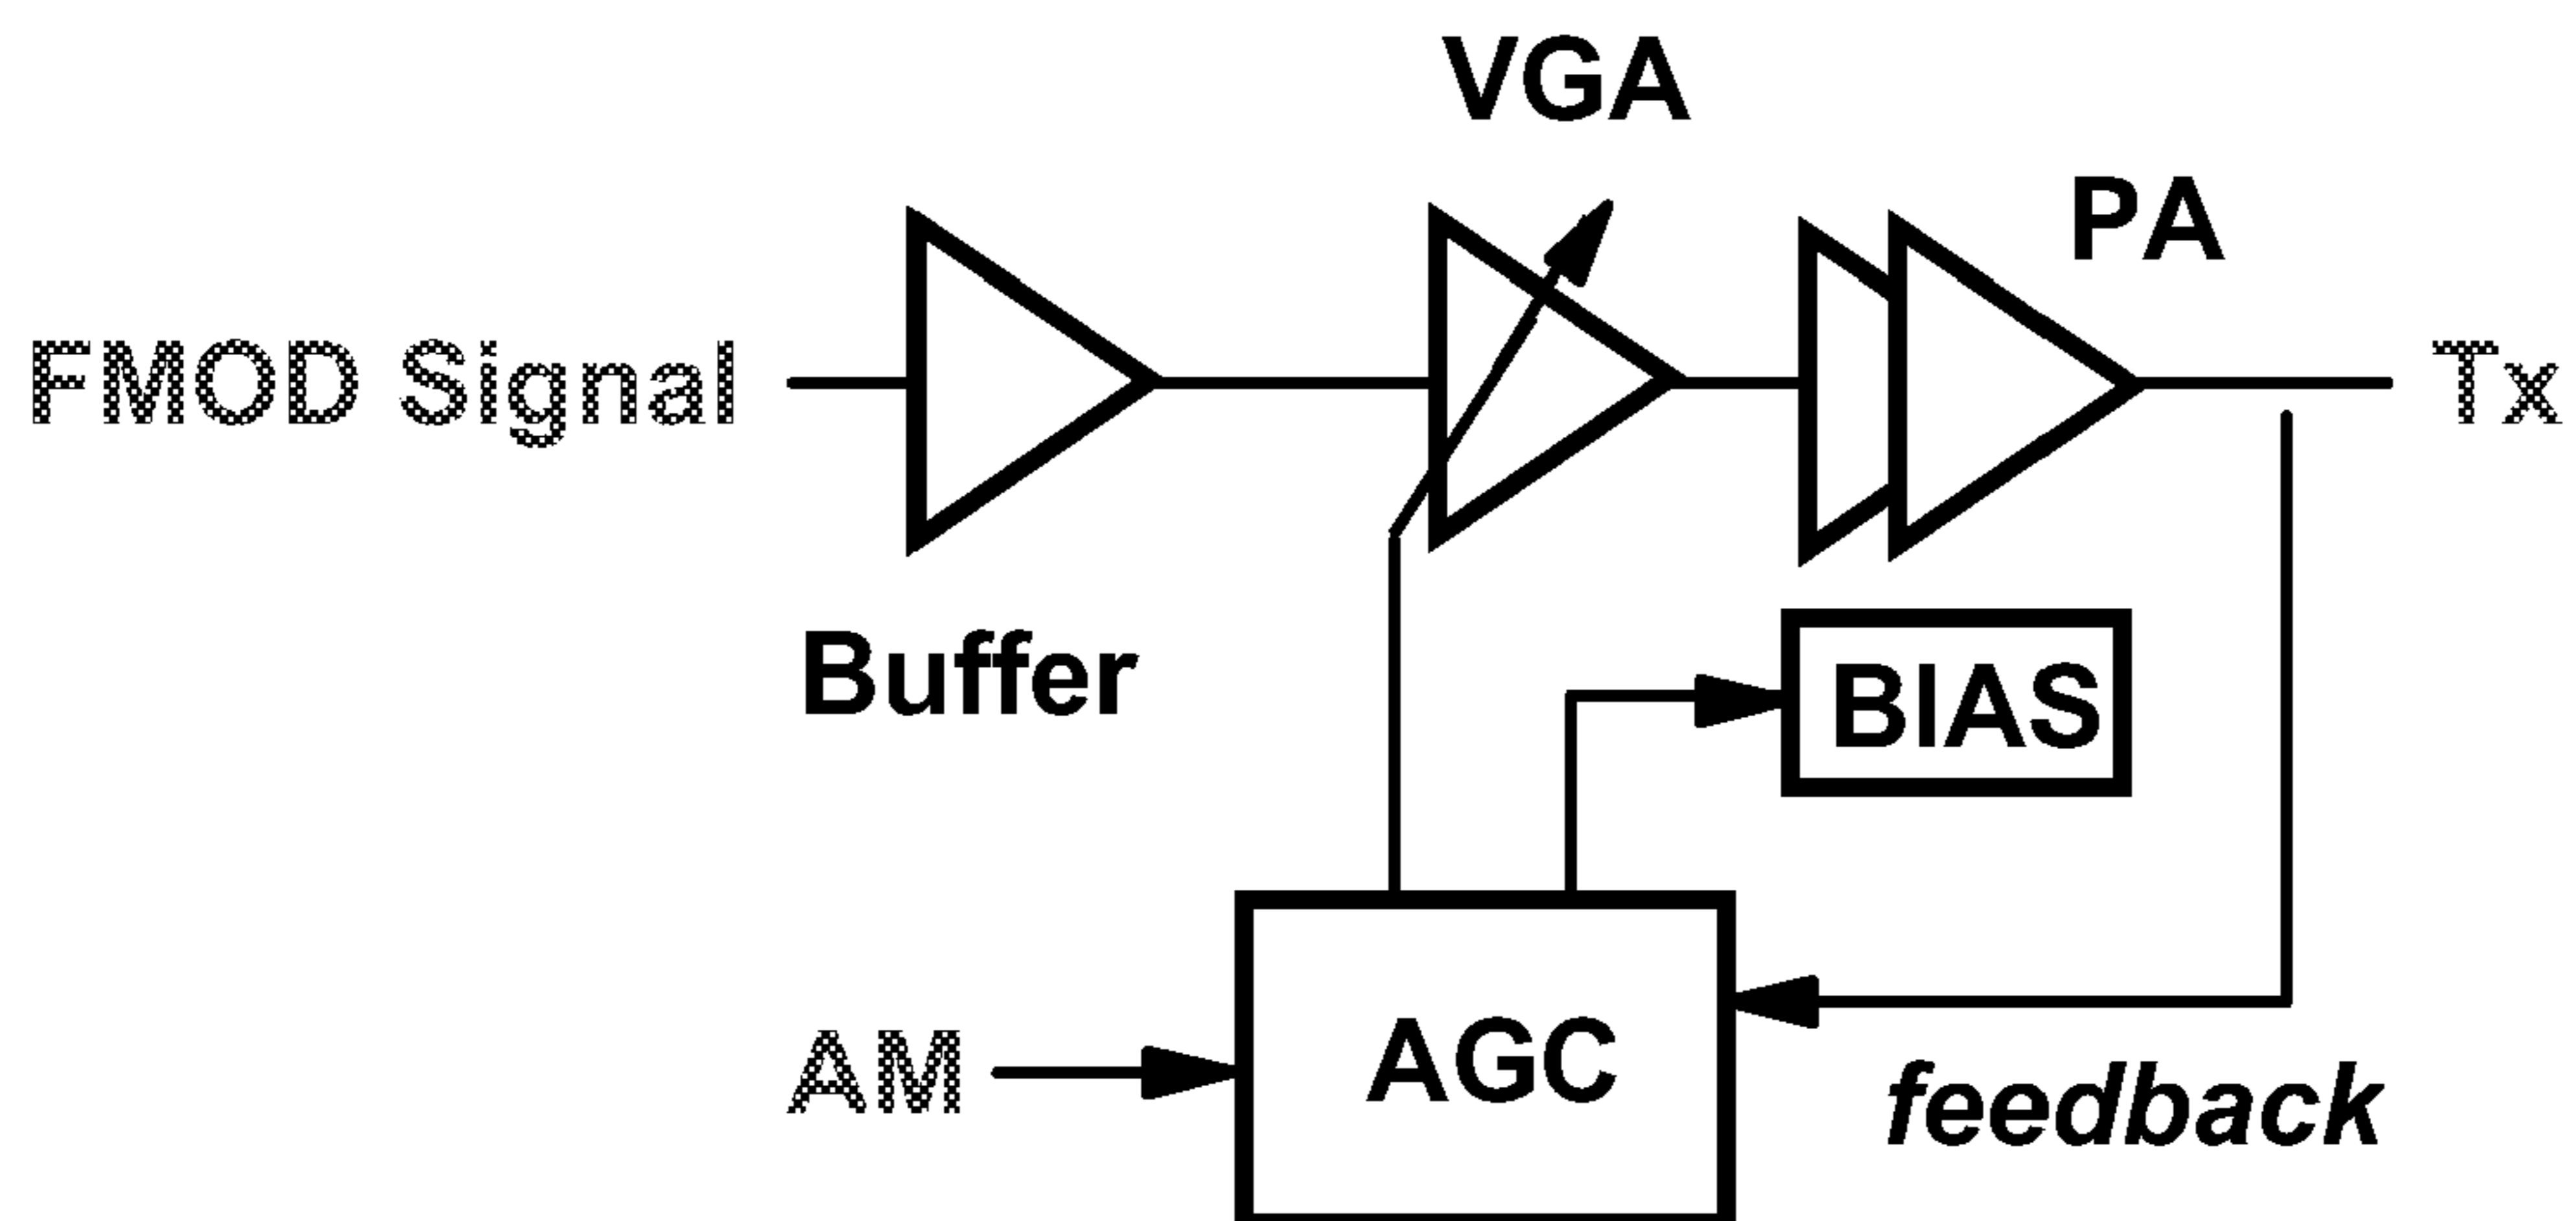 VGA
PA
FMOD Signal
Tx
Buffer
BIAS
AGC
AM
feedback